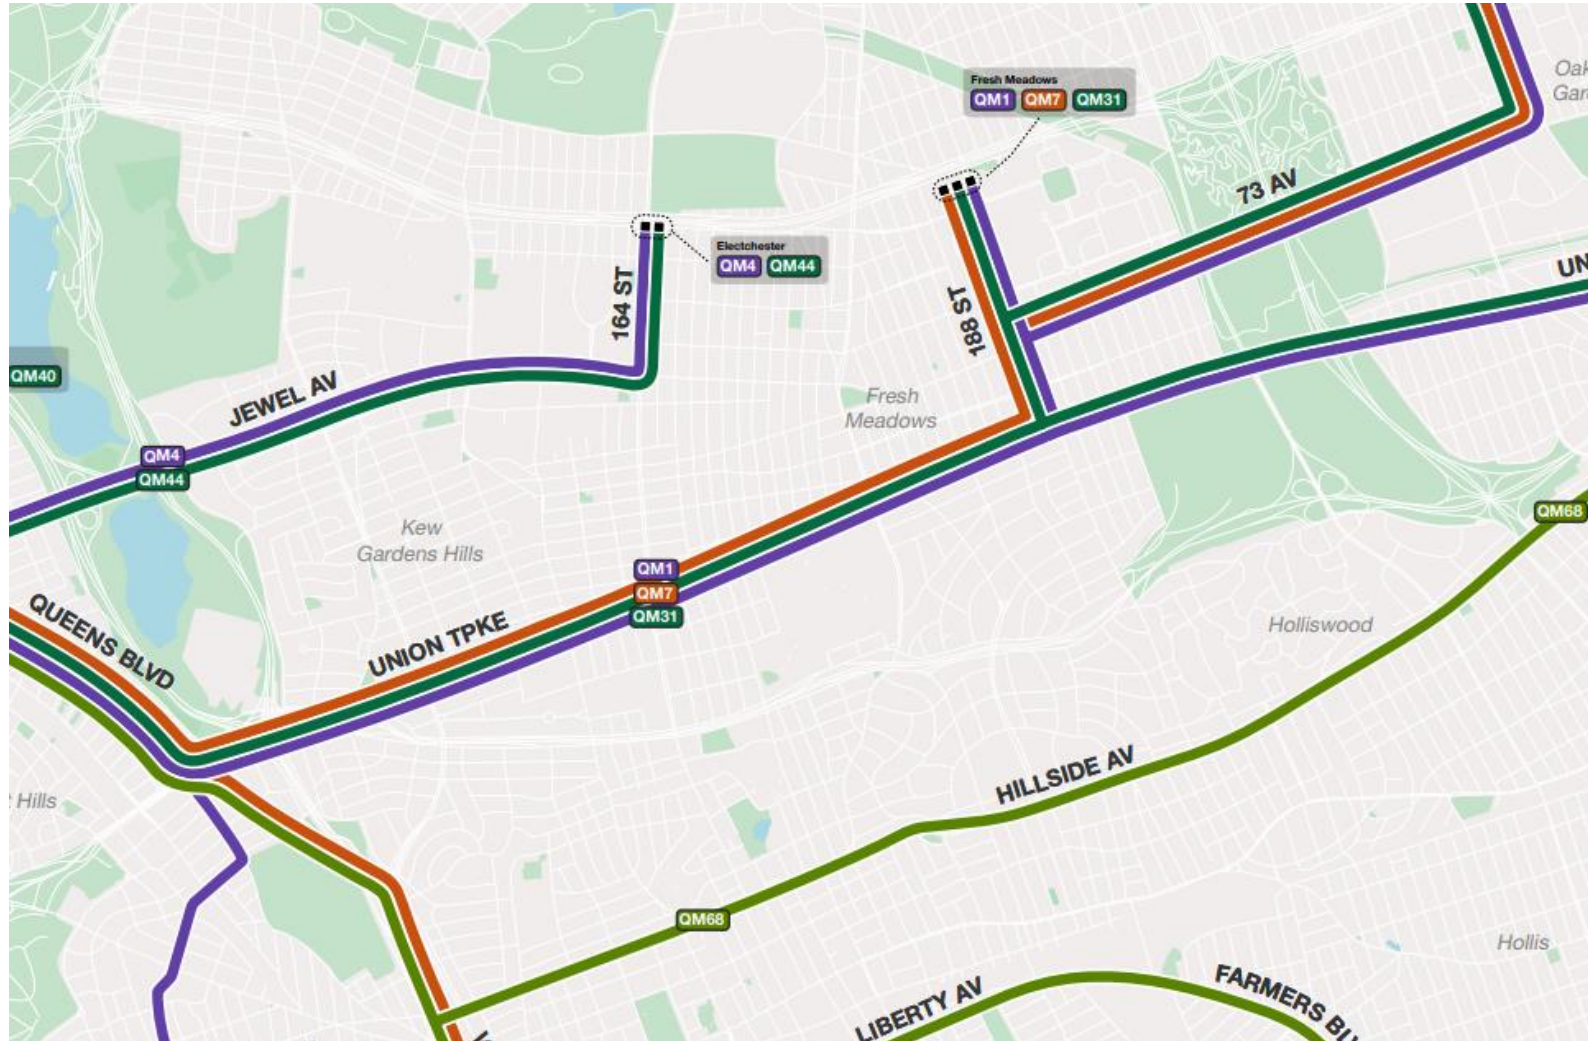 Oak
Gar
Fresh Meadows
QM1 QM7 QM31
73 AV
Electchester
QM4 QM44
164 ST
188 ST
UN
QM40
JEWEL AV
Fresh
Meadows
QM4
QM44
QM68
Kew
Gardens Hills
QM1
QM7
QM31
QUEENS BLVD
UNION TPKE
Holliswood
HILLSIDE AV
Hills
QM68
Hollis
LIBERTY AV
FARMERS